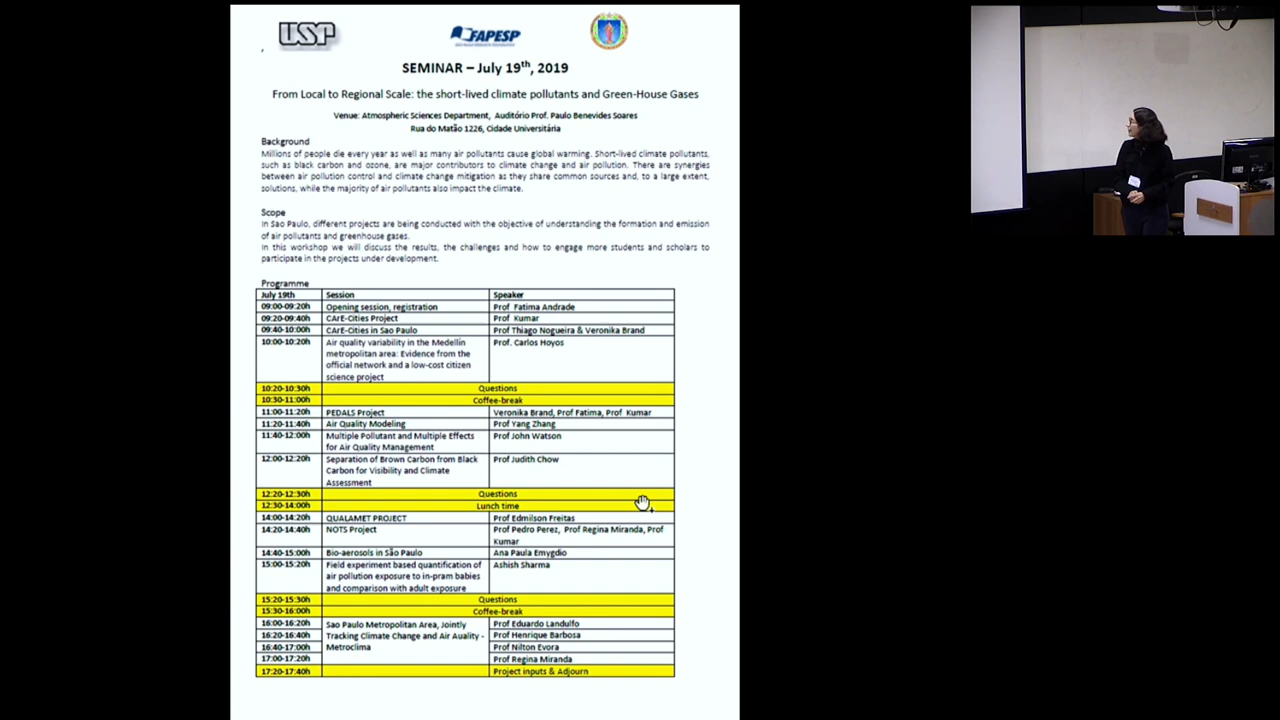 USP
FAPESP
,
SEMINAR – July 19th, 2019
From Local to Regional Scale: the short-lived climate pollutants and Green-House Gases
Venue: Atmospheric Sciences Department, Auditório Prof. Paulo Benevides Soares
Rua do Matão 1226, Cidade Universitária
Background
Millions of people die every year as well as many air pollutants cause global warming. Short-lived climate pollutants,
such as black carbon and ozone, are major contributors to climate change and air pollution. There are synergies
between air pollution control and climate change mitigation as they share common sources and, to a large extent,
solutions, while the majority of air pollutants also impact the climate.
Scope
In Sao Paulo, different projects are being conducted with the objective of understanding the formation and emission
of air pollutants and greenhouse gases.
In this workshop we will discuss the results, the challenges and how to engage more students and scholars to
participate in the projects under development.
Programme
July 19th Session Speaker
09:00-09:20h Opening session, registration Prof Fatima Andrade
09:20-09:40h CArE-Cities Project Prof Kumar
09:40-10:00h CArE-Cities in Sao Paulo Prof Thiago Nogueira & Veronika Brand
10:00-10:20h Air quality variability in the Medellín Prof. Carlos Hoyos
metropolitan area: Evidence from the
official network and a low-cost citizen
science project
10:20-10:30h Questions
10:30-11:00h Coffee-break
11:00-11:20h PEDALS Project Veronika Brand, Prof Fatima, Prof Kumar
11:20-11:40h Air Quality Modeling Prof Yang Zhang
11:40-12:00h Multiple Pollutant and Multiple Effects Prof John Watson
for Air Quality Management
12:00-12:20h Separation of Brown Carbon from Black Prof Judith Chow
Carbon for Visibility and Climate
Assessment
12:20-12:30h Questions
12:30-14:00h Lunch time
14:00-14:20h QUALAMET PROJECT Prof Edmilson Freitas
14:20-14:40h NOTS Project Prof Pedro Perez, Prof Regina Miranda, Prof
Kumar
14:40-15:00h Bio-aerosols in São Paulo Ana Paula Emygdio
15:00-15:20h Field experiment based quantification of Ashish Sharma
air pollution exposure to in-pram babies
and comparison with adult exposure
15:20-15:30h Questions
15:30-16:00h Coffee-break
16:00-16:20h Sao Paulo Metropolitan Area, Jointly Prof Eduardo Landulfo
16:20-16:40h Tracking Climate Change and Air Auality - Prof Henrique Barbosa
16:40-17:00h Metroclima Prof Nilton Evora
17:00-17:20h Prof Regina Miranda
17:20-17:40h Project inputs & Adjourn